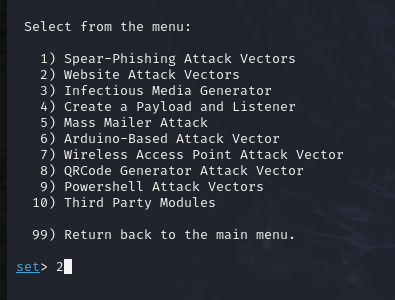 Select from the menu:
1) Spear-Phishing Attack Vectors
2) Website Attack Vectors
3) Infectious Media Generator
4) Create a Payload and Listener
5) Mass Mailer Attack
6) Arduino-Based Attack Vector
7) Wireless Access Point Attack Vector
8) QRCode Generator Attack Vector
9) Powershell Attack Vectors
10) Third Party Modules
99) Return back to the main menu.
set> 2